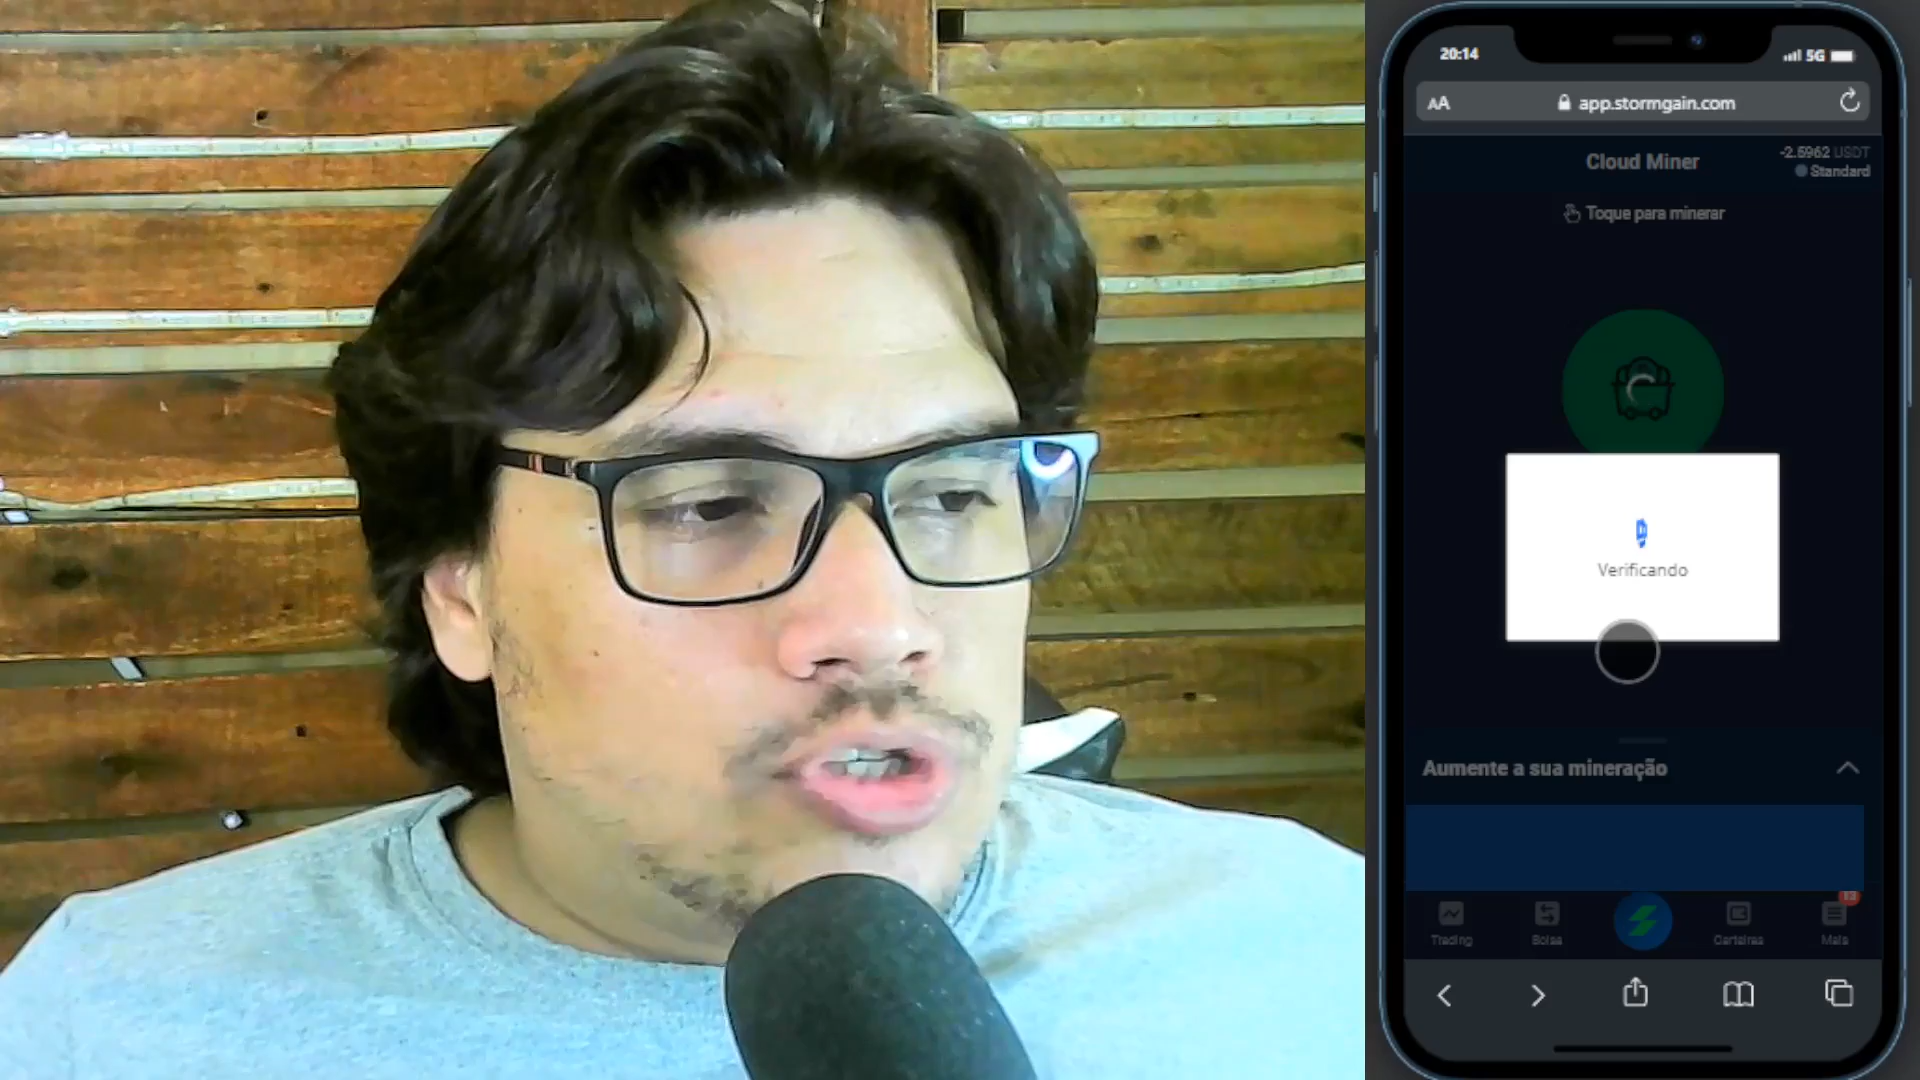 20:14
5G
AA
app.stormgain.com
Cloud Miner
-2.5962 USDT
Standard
Toque para minerar
Verificando
Aumente a sua mineração
13
Trading
Bolsa
Carteiras
Mais